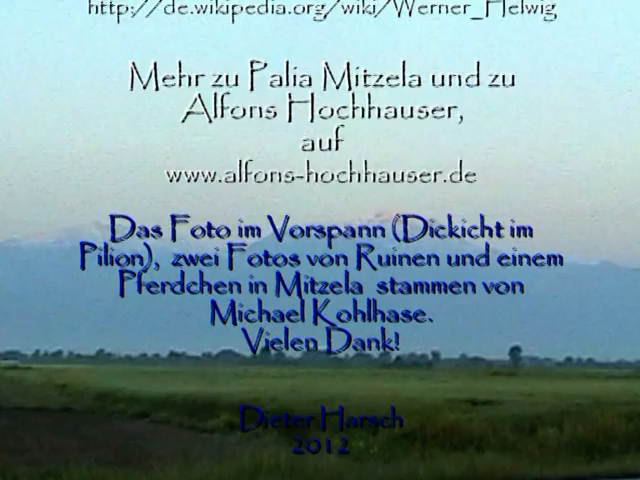 http://de.wikipedia.org/wiki/Werner_Helwig
Mehr zu Palia Mitzela und zu
Alfons Hochhauser,
auf
www.alfons-hochhauser.de
Das Foto im Vorspann (Dickicht im
Pilion), zwei Fotos von Ruinen und einem
Pferdchen in Mitzela stammen von
Michael Kohlhase.
Vielen Dank!
Dieter Harsch
2012